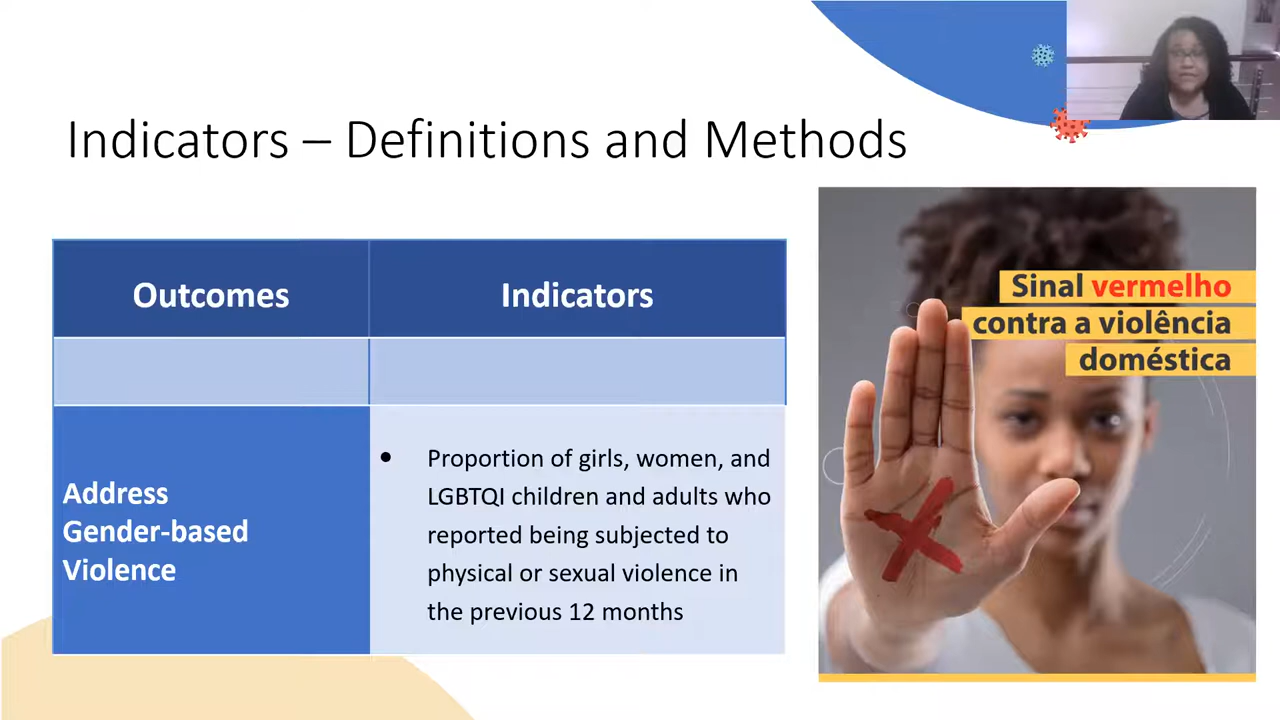 Indicators – Definitions and Methods
Outcomes
Indicators
Address
Gender-based
Violence
• Proportion of girls, women, and
LGBTQI children and adults who
reported being subjected to
physical or sexual violence in
the previous 12 months
Sinal vermelho
contra a violência
doméstica